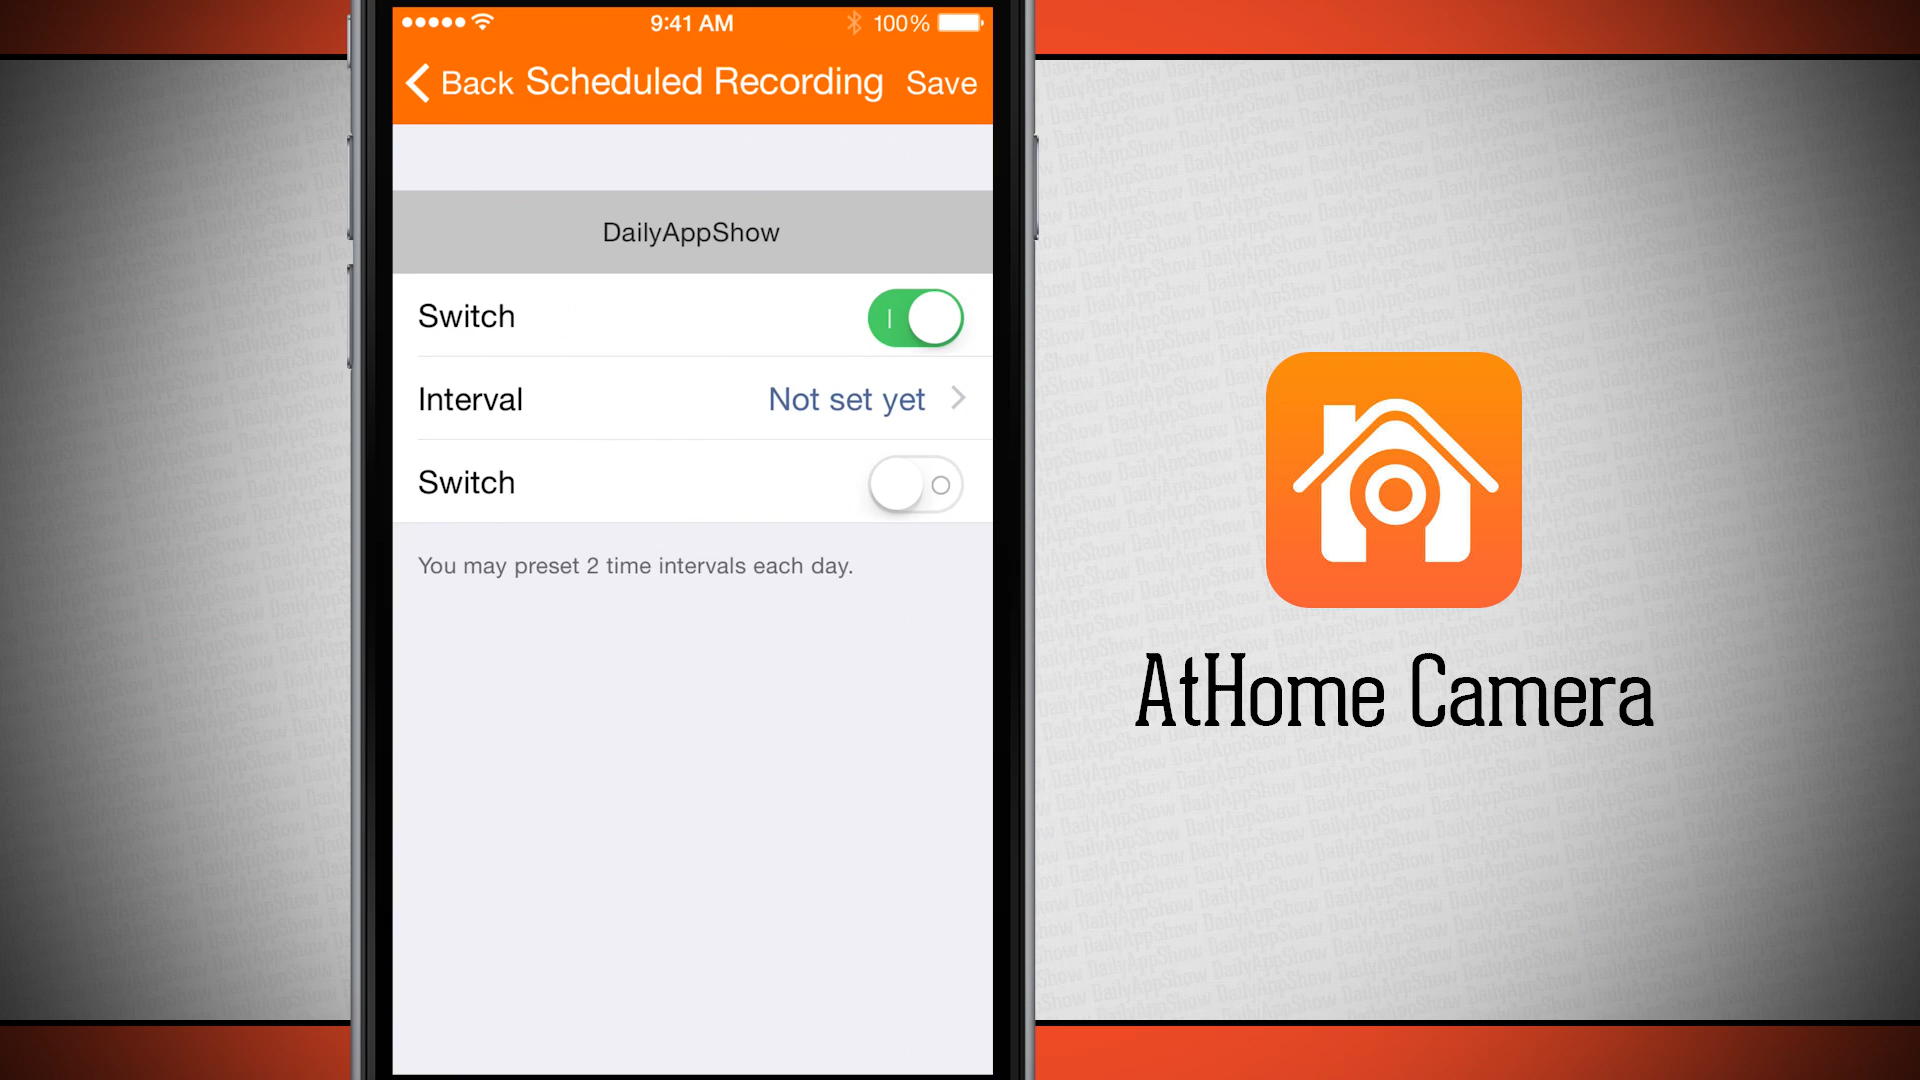 9:41 AM 100%
Back Scheduled Recording Save
DailyAppShow
Switch
Interval Not set yet
Switch
You may preset 2 time intervals each day.
AtHome Camera